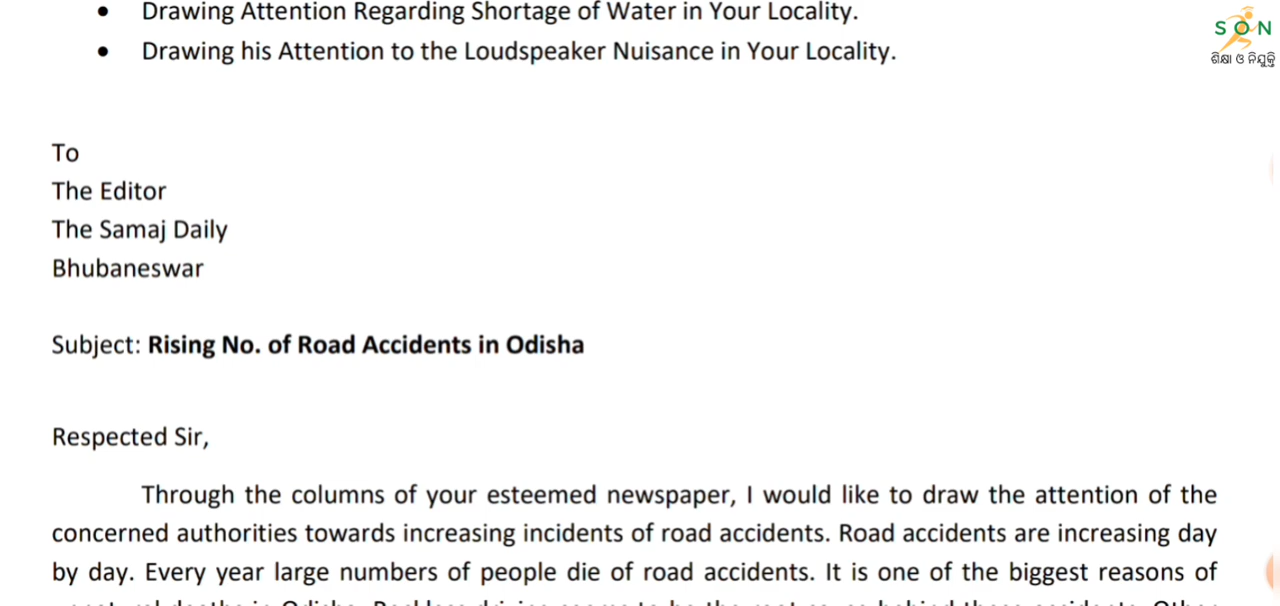 • Drawing Attention Regarding Shortage of Water in Your Locality.
• Drawing his Attention to the Loudspeaker Nuisance in Your Locality.
SON
ଶିକ୍ଷା ଓ ନିଯୁକ୍ତି
To
The Editor
The Samaj Daily
Bhubaneswar
Subject: Rising No. of Road Accidents in Odisha
Respected Sir,
Through the columns of your esteemed newspaper, I would like to draw the attention of the
concerned authorities towards increasing incidents of road accidents. Road accidents are increasing day
by day. Every year large numbers of people die of road accidents. It is one of the biggest reasons of